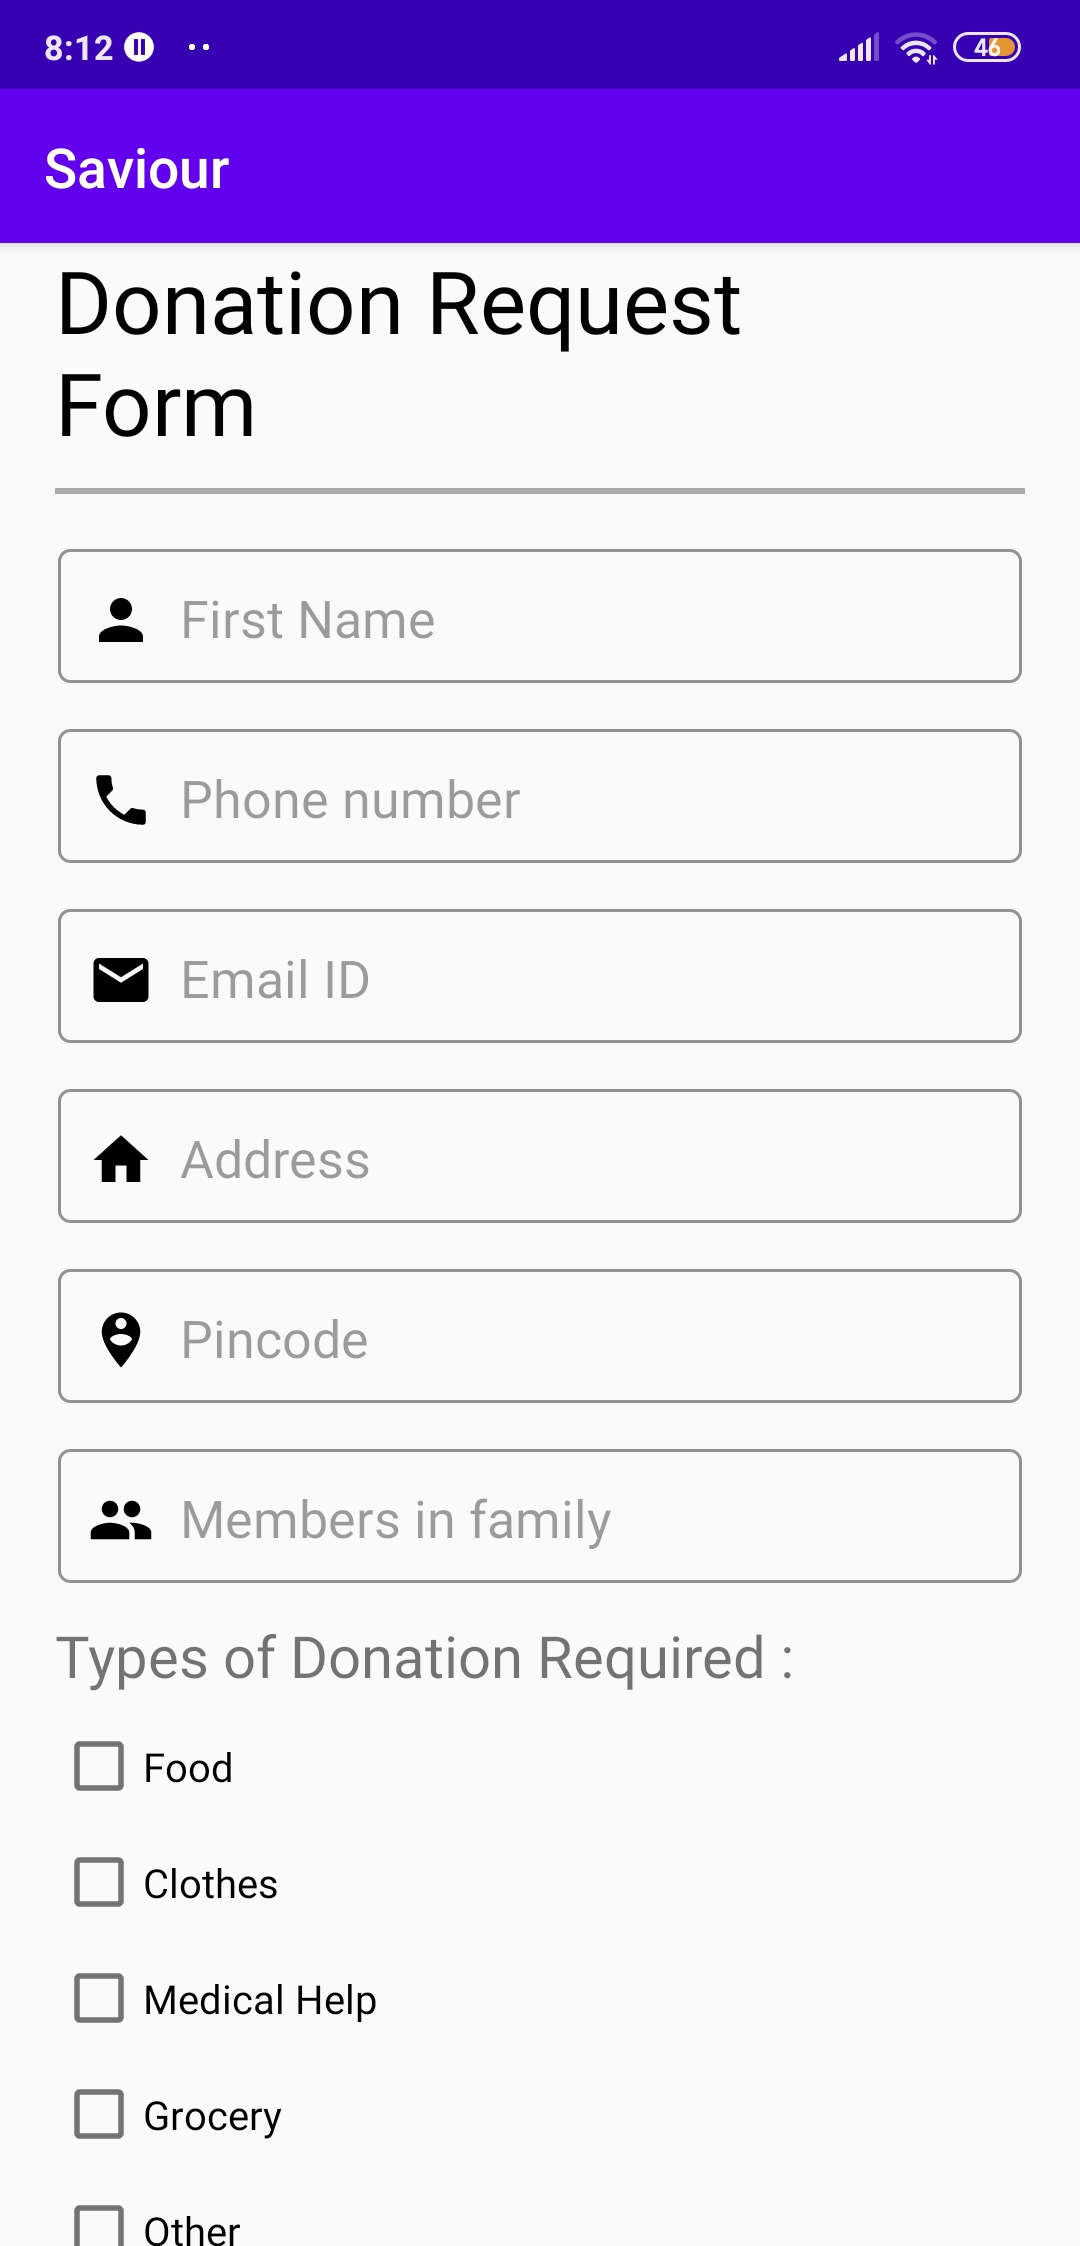 8:12
46
Saviour
Donation Request
Form
First Name
Phone number
Email ID
Address
Pincode
Members in family
Types of Donation Required :
Food
Clothes
Medical Help
Grocery
Other